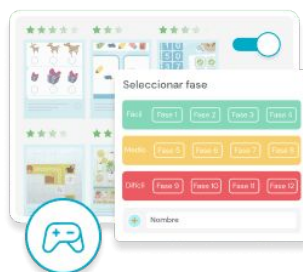 Seleccionar fase
Fácil Fase 1 Fase 2 Fase 3 Fase 4
Medio Fase 5 Fase 6 Fase 7 Fase 8
Difícil Fase 9 Fase 10 Fase 11 Fase 12
Nombre